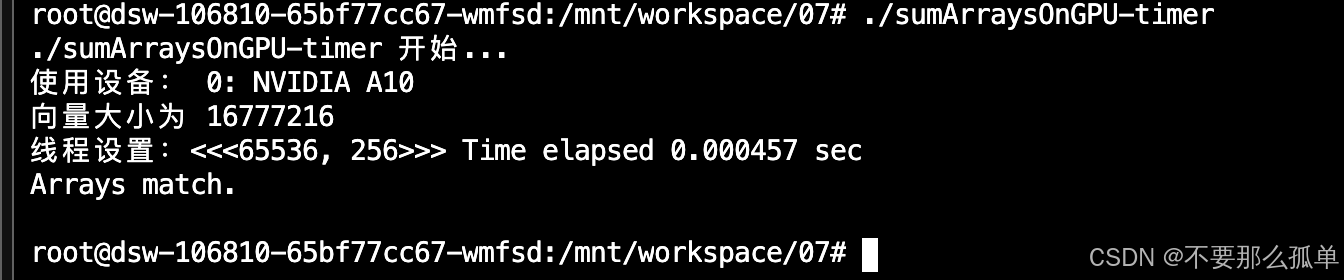 root@dsw-106810-65bf77cc67-wmfsd:/mnt/workspace/07# ./sumArraysOnGPU-timer
./sumArraysOnGPU-timer 开始...
使用设备： 0: NVIDIA A10
向量大小为 16777216
线程设置：<<<65536, 256>>> Time elapsed 0.000457 sec
Arrays match.
root@dsw-106810-65bf77cc67-wmfsd:/mnt/workspace/07#
CSDN @不要那么孤单